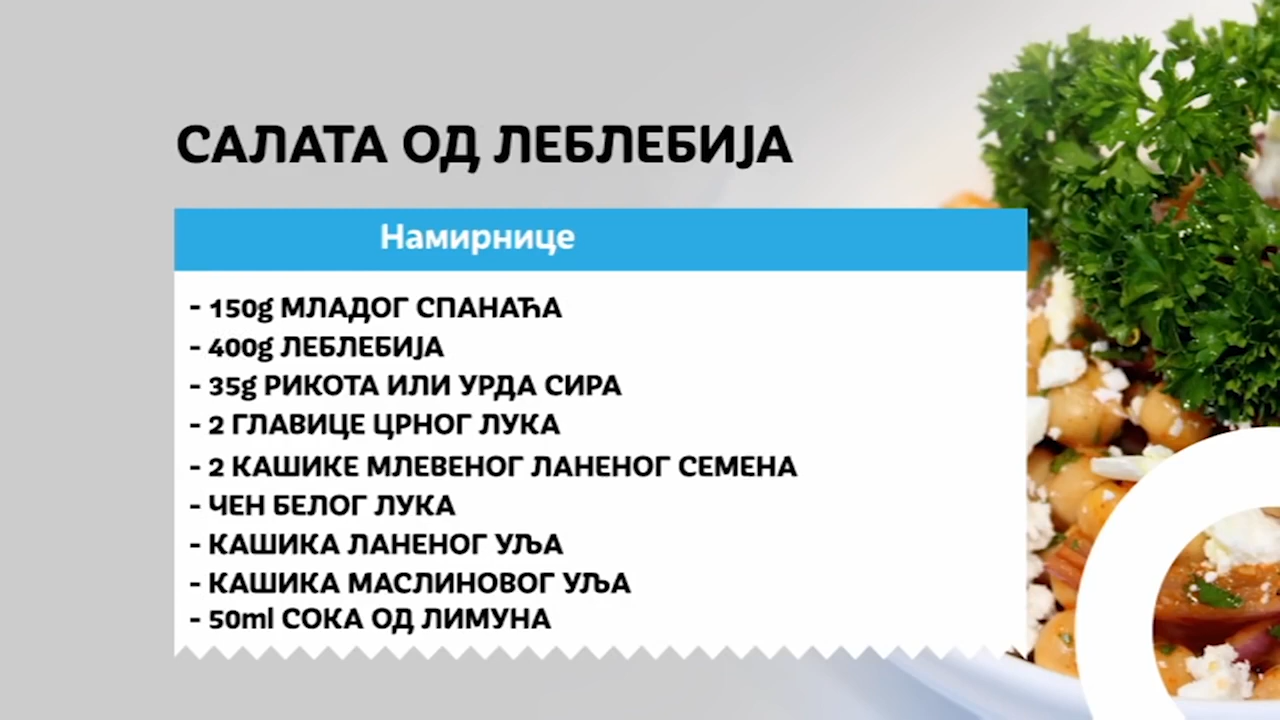 САЛАТА ОД ЛЕБЛЕБИЈА
Намирнице
- 150g МЛАДОГ СПАНАЋА
- 400g ЛЕБЛЕБИЈА
- 35g РИКОТА ИЛИ УРДА СИРА
- 2 ГЛАВИЦЕ ЦРНОГ ЛУКА
- 2 КАШИКЕ МЛЕВЕНОГ ЛАНЕНОГ СЕМЕНА
- ЧЕН БЕЛОГ ЛУКА
- КАШИКА ЛАНЕНОГ УЉА
- КАШИКА МАСЛИНОВОГ УЉА
- 50ml СОКА ОД ЛИМУНА